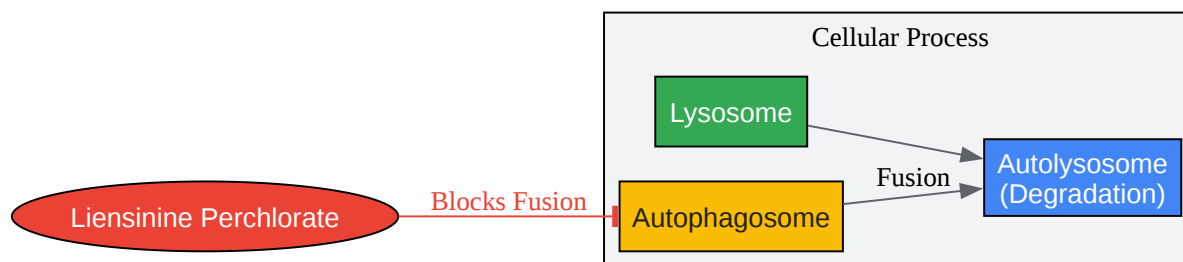 Cellular Process
Lysosome
Autolysosome
(Degradation)
Fusion
Liensinine Perchlorate
Blocks Fusion
Autophagosome